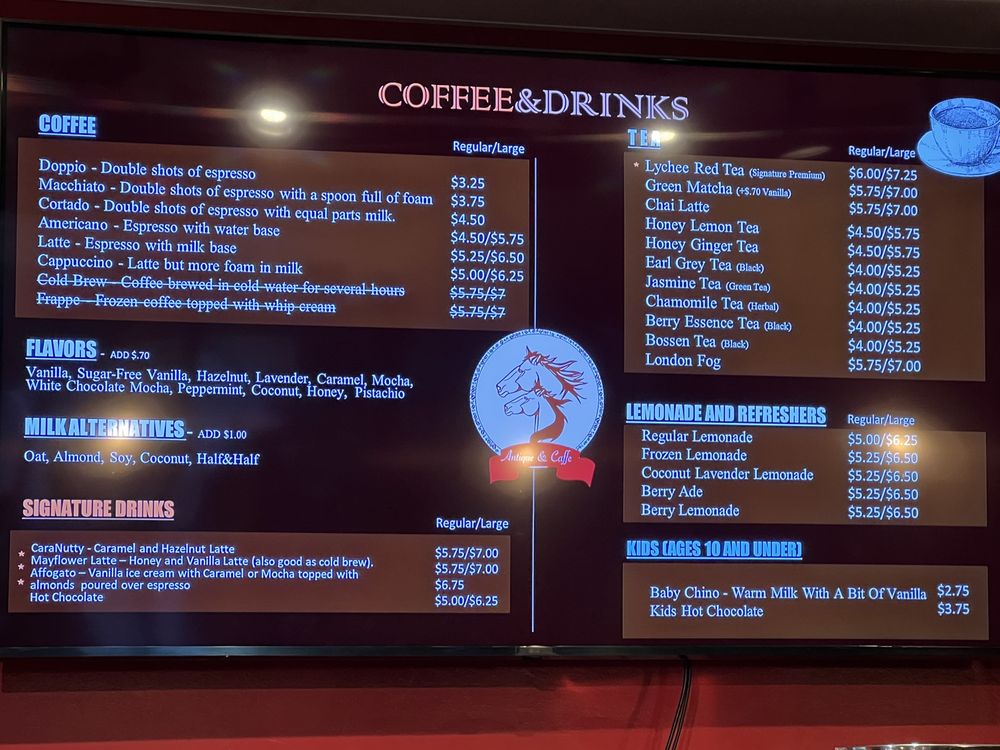 COFFEE&DRINKS
COFFEE
Regular/Large
Doppio - Double shots of espresso $3.25
Macchiato - Double shots of espresso with a spoon full of foam $3.75
Cortado - Double shots of espresso with equal parts milk. $4.50
Americano - Espresso with water base $4.50/$5.75
Latte - Espresso with milk base $5.25/$6.50
Cappuccino - Latte but more foam in milk $5.00/$6.25
Cold Brew - Coffee brewed in cold water for several hours $5.75/$7
Frappe - Frozen coffee topped with whip cream $5.75/$7
FLAVORS - ADD $.70
Vanilla, Sugar-Free Vanilla, Hazelnut, Lavender, Caramel, Mocha,
White Chocolate Mocha, Peppermint, Coconut, Honey, Pistachio
MILK ALTERNATIVES - ADD $1.00
Oat, Almond, Soy, Coconut, Half&Half
SIGNATURE DRINKS
Regular/Large
* CaraNutty - Caramel and Hazelnut Latte $5.75/$7.00
* Mayflower Latte – Honey and Vanilla Latte (also good as cold brew). $5.75/$7.00
* Affogato – Vanilla ice cream with Caramel or Mocha topped with
almonds poured over espresso $6.75
Hot Chocolate $5.00/$6.25
Antique & Caffe
TEA
Regular/Large
* Lychee Red Tea (Signature Premium) $6.00/$7.25
Green Matcha (+$.70 Vanilla) $5.75/$7.00
Chai Latte $5.75/$7.00
Honey Lemon Tea $4.50/$5.75
Honey Ginger Tea $4.50/$5.75
Earl Grey Tea (Black) $4.00/$5.25
Jasmine Tea (Green Tea) $4.00/$5.25
Chamomile Tea (Herbal) $4.00/$5.25
Berry Essence Tea (Black) $4.00/$5.25
Bossen Tea (Black) $4.00/$5.25
London Fog $5.75/$7.00
LEMONADE AND REFRESHERS
Regular/Large
Regular Lemonade $5.00/$6.25
Frozen Lemonade $5.25/$6.50
Coconut Lavender Lemonade $5.25/$6.50
Berry Ade $5.25/$6.50
Berry Lemonade $5.25/$6.50
KIDS (AGES 10 AND UNDER)
Baby Chino - Warm Milk With A Bit Of Vanilla $2.75
Kids Hot Chocolate $3.75